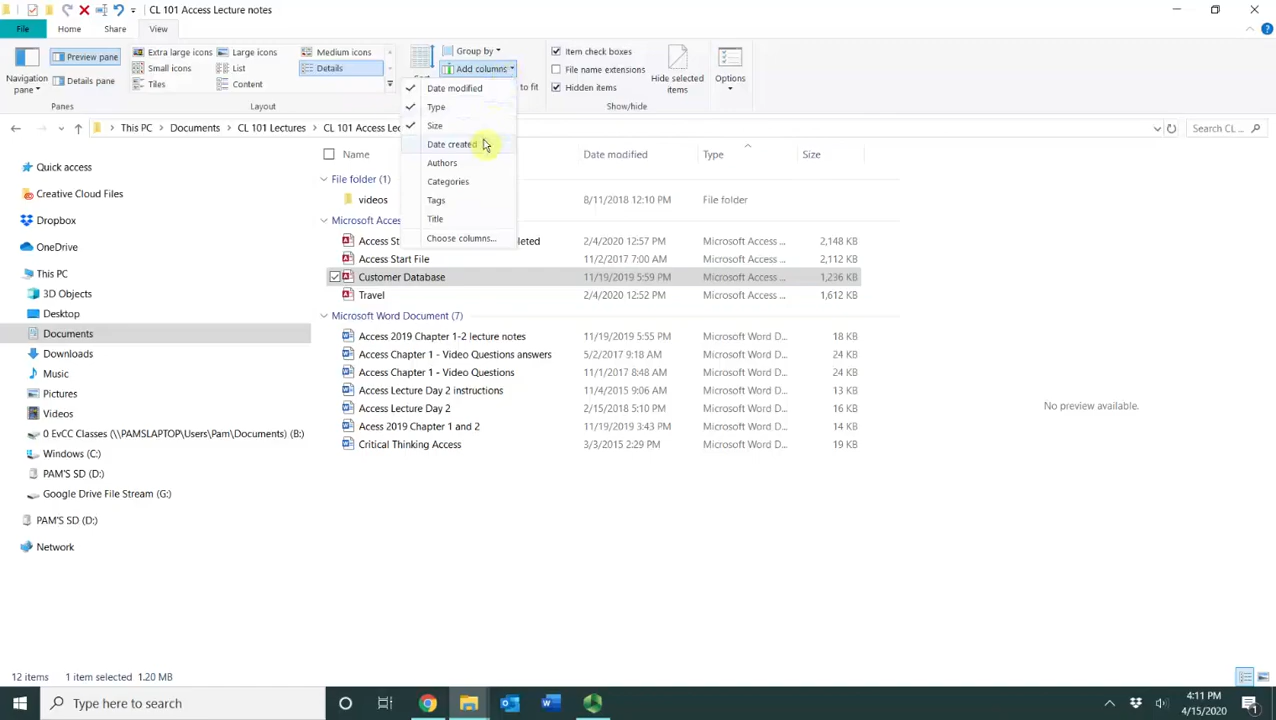 CL 101 Access Lecture notes
File
Home
Share
View
Navigation
pane
Preview pane
Details pane
Panes
Extra large icons
Large icons
Medium icons
Small icons
List
Details
Tiles
Content
Layout
Group by
Add columns
to fit
Item check boxes
File name extensions
Hidden items
Hide selected
items
Show/hide
Options
Date modified
Type
Size
Date created
Authors
Categories
Tags
Title
Choose columns...
This PC
Documents
CL 101 Lectures
CL 101 Access Lec
Search CL ...
Name
Date modified
Type
Size
File folder (1)
videos 8/11/2018 12:10 PM File folder
Microsoft Acces
Access Sta leted 2/4/2020 12:57 PM Microsoft Access ... 2,148 KB
Access Start File 11/2/2017 7:00 AM Microsoft Access ... 2,112 KB
Customer Database 11/19/2019 5:59 PM Microsoft Access ... 1,236 KB
Travel 2/4/2020 12:52 PM Microsoft Access ... 1,612 KB
Microsoft Word Document (7)
Access 2019 Chapter 1-2 lecture notes 11/19/2019 5:55 PM Microsoft Word D... 18 KB
Access Chapter 1 - Video Questions answers 5/2/2017 9:18 AM Microsoft Word D... 24 KB
Access Chapter 1 - Video Questions 11/1/2017 8:48 AM Microsoft Word D... 24 KB
Access Lecture Day 2 instructions 11/4/2015 9:06 AM Microsoft Word D... 13 KB
Access Lecture Day 2 2/15/2018 5:10 PM Microsoft Word D... 16 KB
Acess 2019 Chapter 1 and 2 11/19/2019 3:43 PM Microsoft Word D... 14 KB
Critical Thinking Access 3/3/2015 2:29 PM Microsoft Word D... 19 KB
Quick access
Creative Cloud Files
Dropbox
OneDrive
This PC
3D Objects
Desktop
Documents
Downloads
Music
Pictures
Videos
0 EvCC Classes (\\PAMSLAPTOP\Users\Pam\Documents) (B:)
Windows (C:)
PAM'S SD (D:)
Google Drive File Stream (G:)
PAM'S SD (D:)
Network
No preview available.
12 items 1 item selected 1.20 MB
Type here to search
4:11 PM
4/15/2020
1